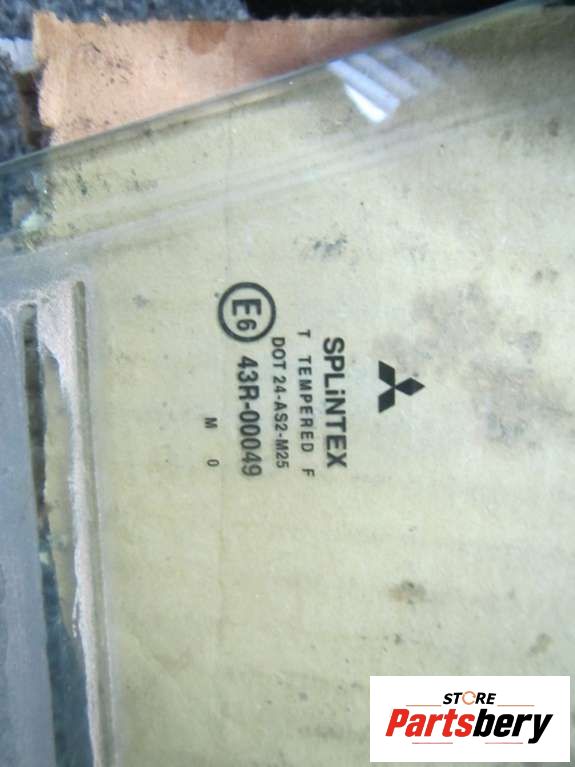 SPLiNTEX
T TEMPERED F
DOT 24-AS2-M25
E6 43R-00049
M 0
STORE
Partsbery